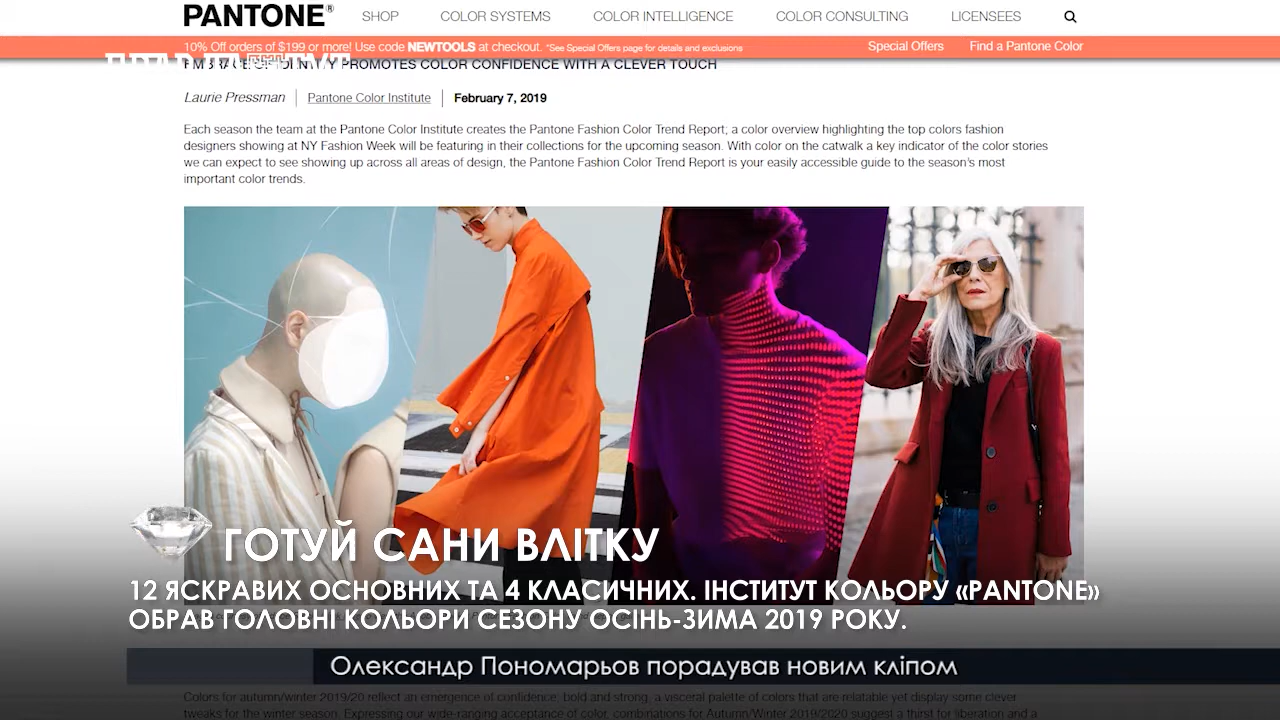 PANTONE®
SHOP COLOR SYSTEMS COLOR INTELLIGENCE COLOR CONSULTING LICENSEES
10% Off orders of $199 or more! Use code NEWTOOLS at checkout. *See Special Offers page for details and exclusions
Special Offers Find a Pantone Color
PROMOTES COLOR CONFIDENCE WITH A CLEVER TOUCH
Laurie Pressman | Pantone Color Institute | February 7, 2019
Each season the team at the Pantone Color Institute creates the Pantone Fashion Color Trend Report; a color overview highlighting the top colors fashion
designers showing at NY Fashion Week will be featuring in their collections for the upcoming season. With color on the catwalk a key indicator of the color stories
we can expect to see showing up across all areas of design, the Pantone Fashion Color Trend Report is your easily accessible guide to the season's most
important color trends.
ГОТУЙ САНИ ВЛІТКУ
12 ЯСКРАВИХ ОСНОВНИХ ТА 4 КЛАСИЧНИХ. ІНСТИТУТ КОЛЬОРУ «PANTONE»
ОБРАВ ГОЛОВНІ КОЛЬОРИ СЕЗОНУ ОСІНЬ-ЗИМА 2019 РОКУ.
Олександр Пономарьов порадував новим кліпом
Colors for autumn/winter 2019/20 reflect an emergence of confidence; bold and strong, a visceral palette of colors that are relatable yet display some clever
tweaks for the winter season. Expressing our wide-ranging acceptance of color, combinations for Autumn/Winter 2019/2020 suggest a thirst for liberation and a